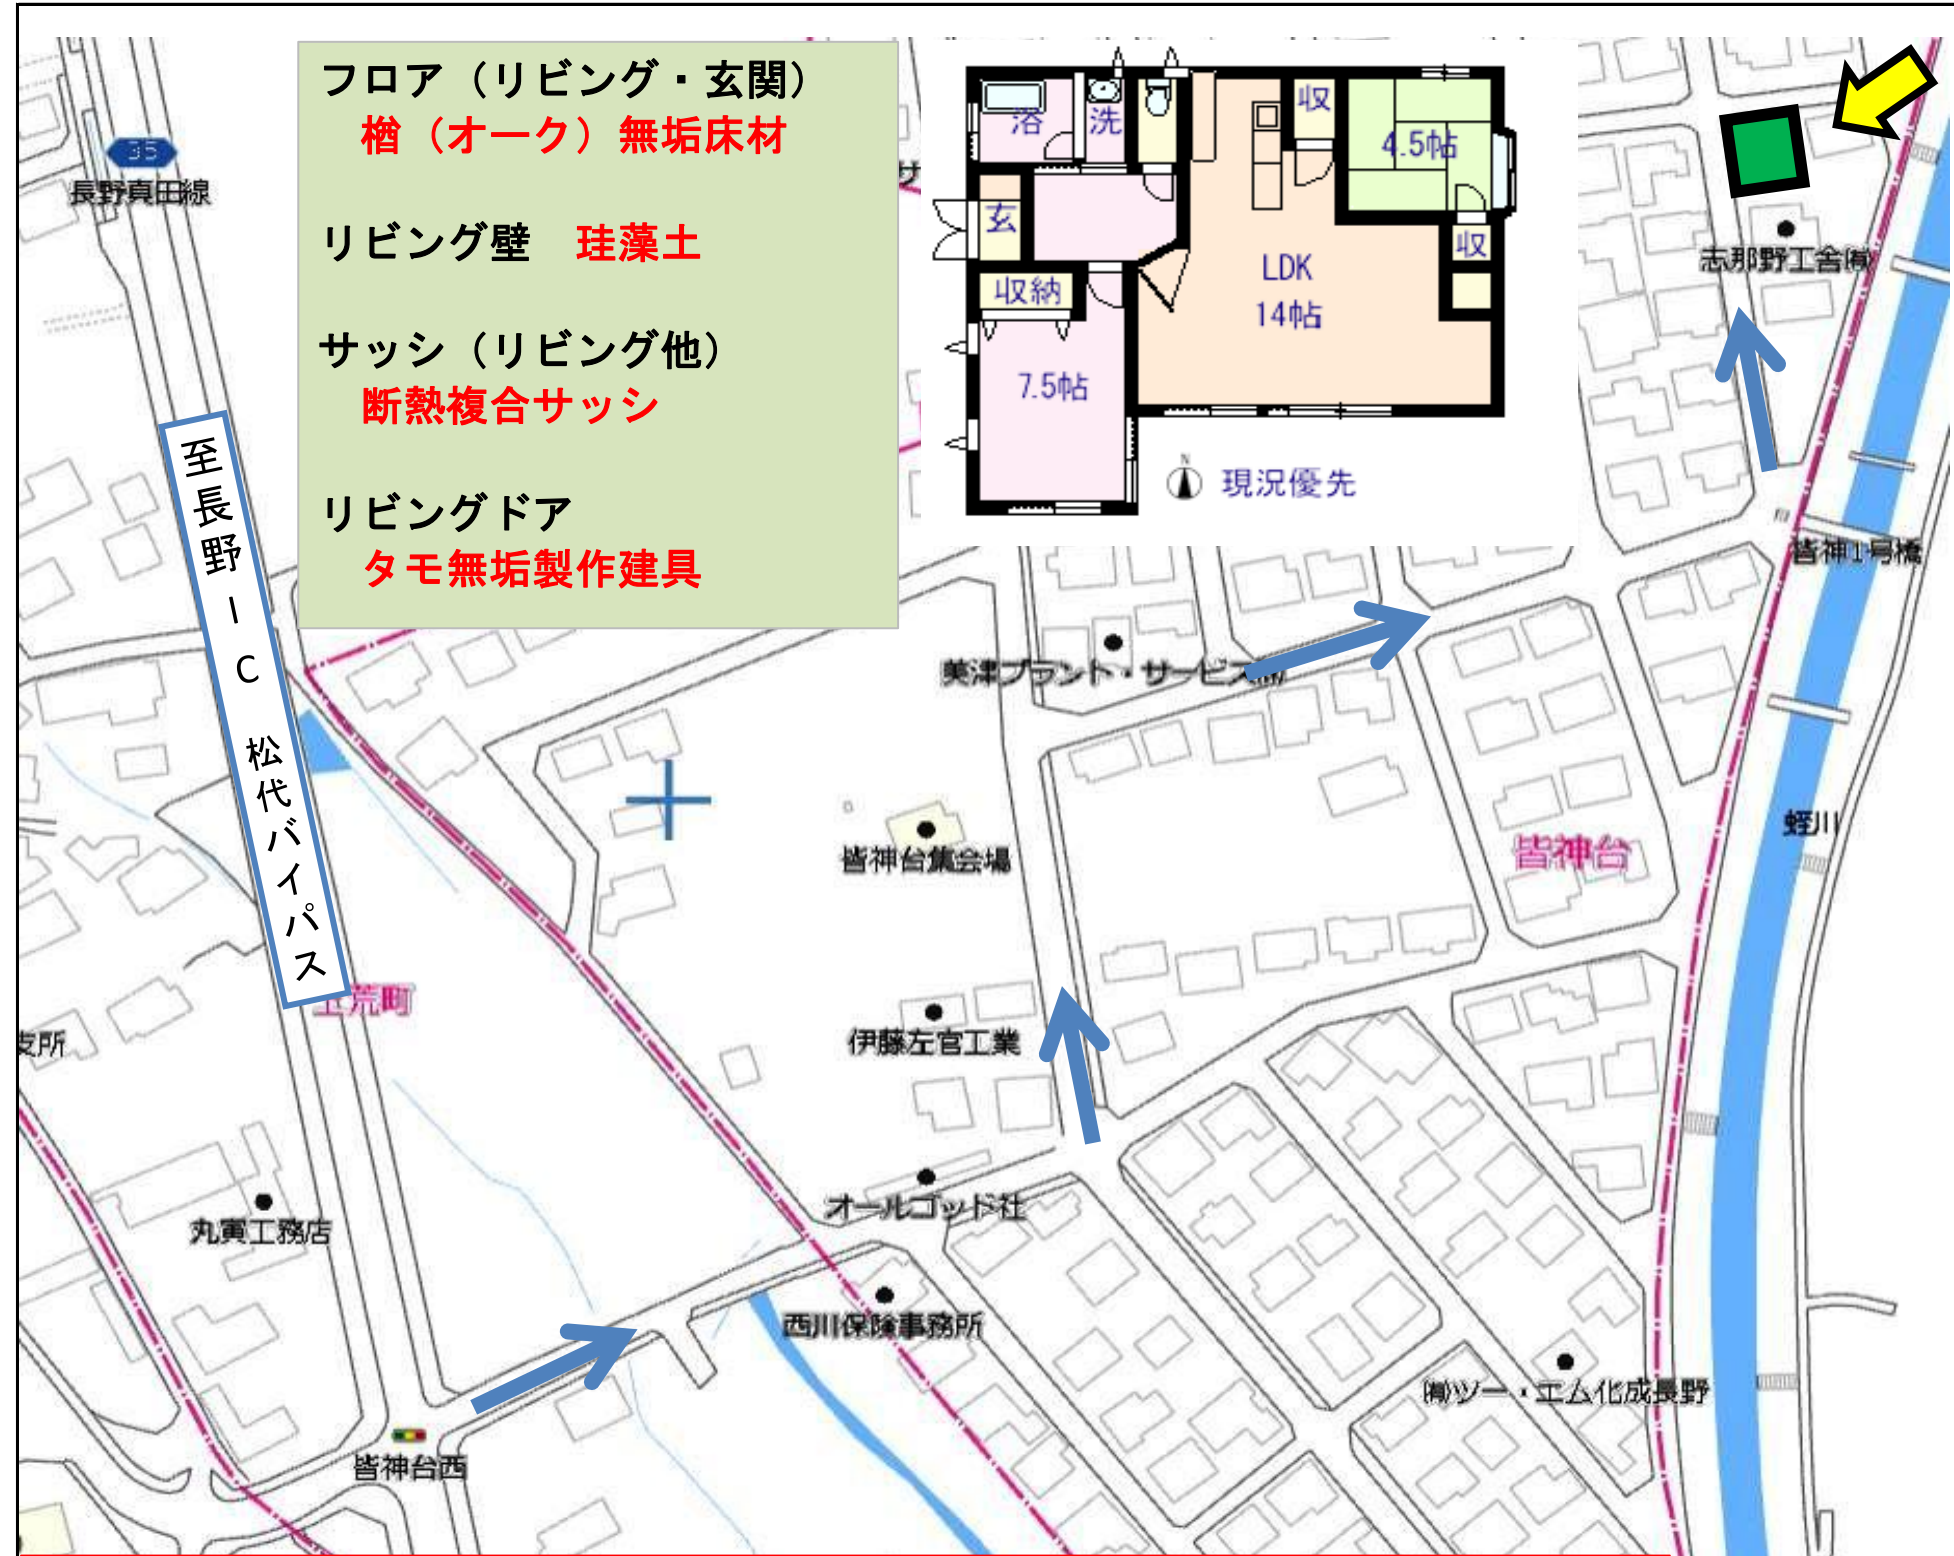 フロア（リビング・玄関）
楢（オーク）無垢床材
リビング壁　珪藻土
サッシ（リビング他）
断熱複合サッシ
リビングドア
タモ無垢製作建具
浴
洗
収
4.5帖
玄
収
LDK
14帖
収納
7.5帖
N
現況優先
35
長野真田線
サ
志那野工舎㈲
至長野IC　松代バイパス
皆神1号橋
美津プラント・サービス㈲
皆神台集会場
皆神台
蛭川
上荒町
支所
伊藤左官工業
オールゴッド社
丸寅工務店
西川保険事務所
㈲ツー・エム化成長野
皆神台西